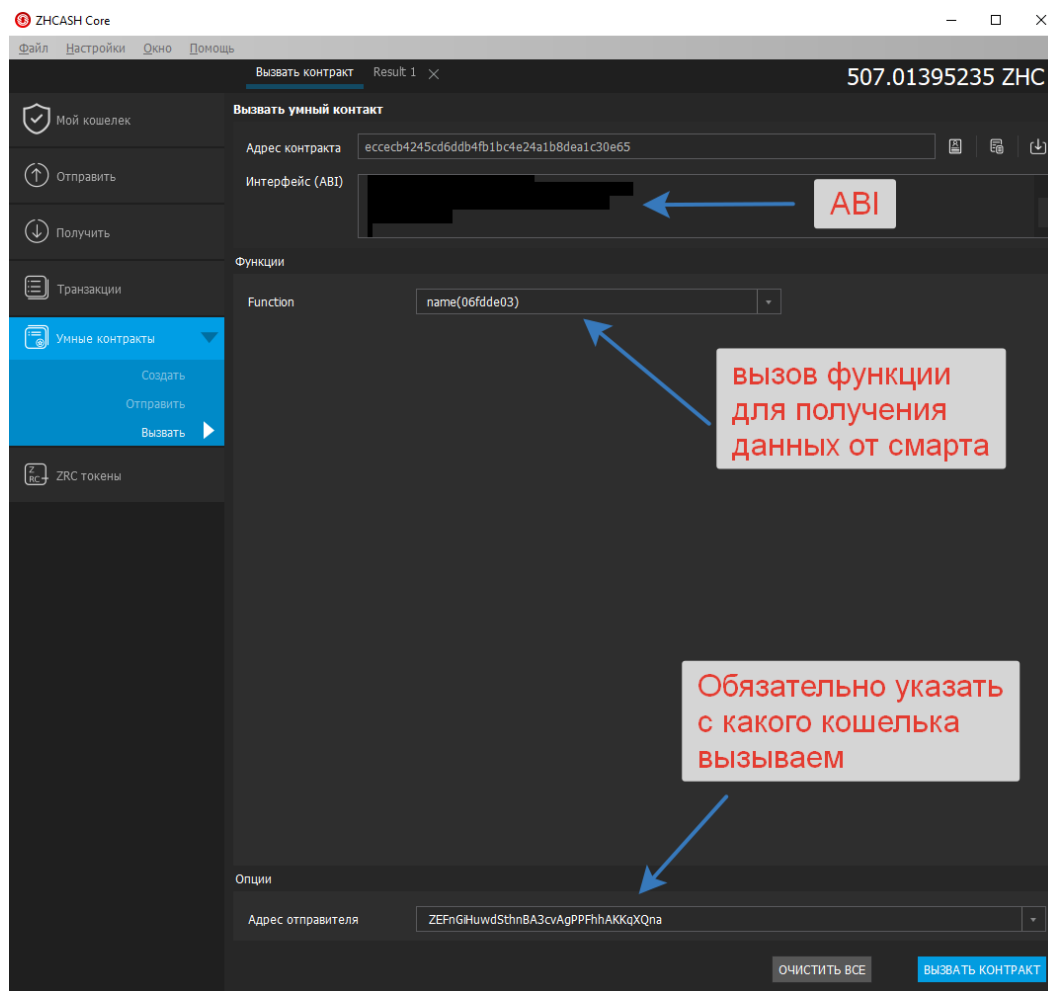 ZHCASH Core
Файл Настройки Окно Помощь
Вызвать контракт Result 1
507.01395235 ZHC
Мой кошелек
Отправить
Получить
Транзакции
Умные контракты
Создать
Отправить
Вызвать
ZRC токены
Вызвать умный контакт
Адрес контракта eccecb4245cd6ddb4fb1bc4e24a1b8dea1c30e65
Интерфейс (ABI)
ABI
Функции
Function name(06fdde03)
вызов функции
для получения
данных от смарта
Обязательно указать
с какого кошелька
вызываем
Опции
Адрес отправителя ZEFnGiHuwdSthnBA3cvAgPPFhhAKKqXQna
ОЧИСТИТЬ ВСЕ ВЫЗВАТЬ КОНТРАКТ